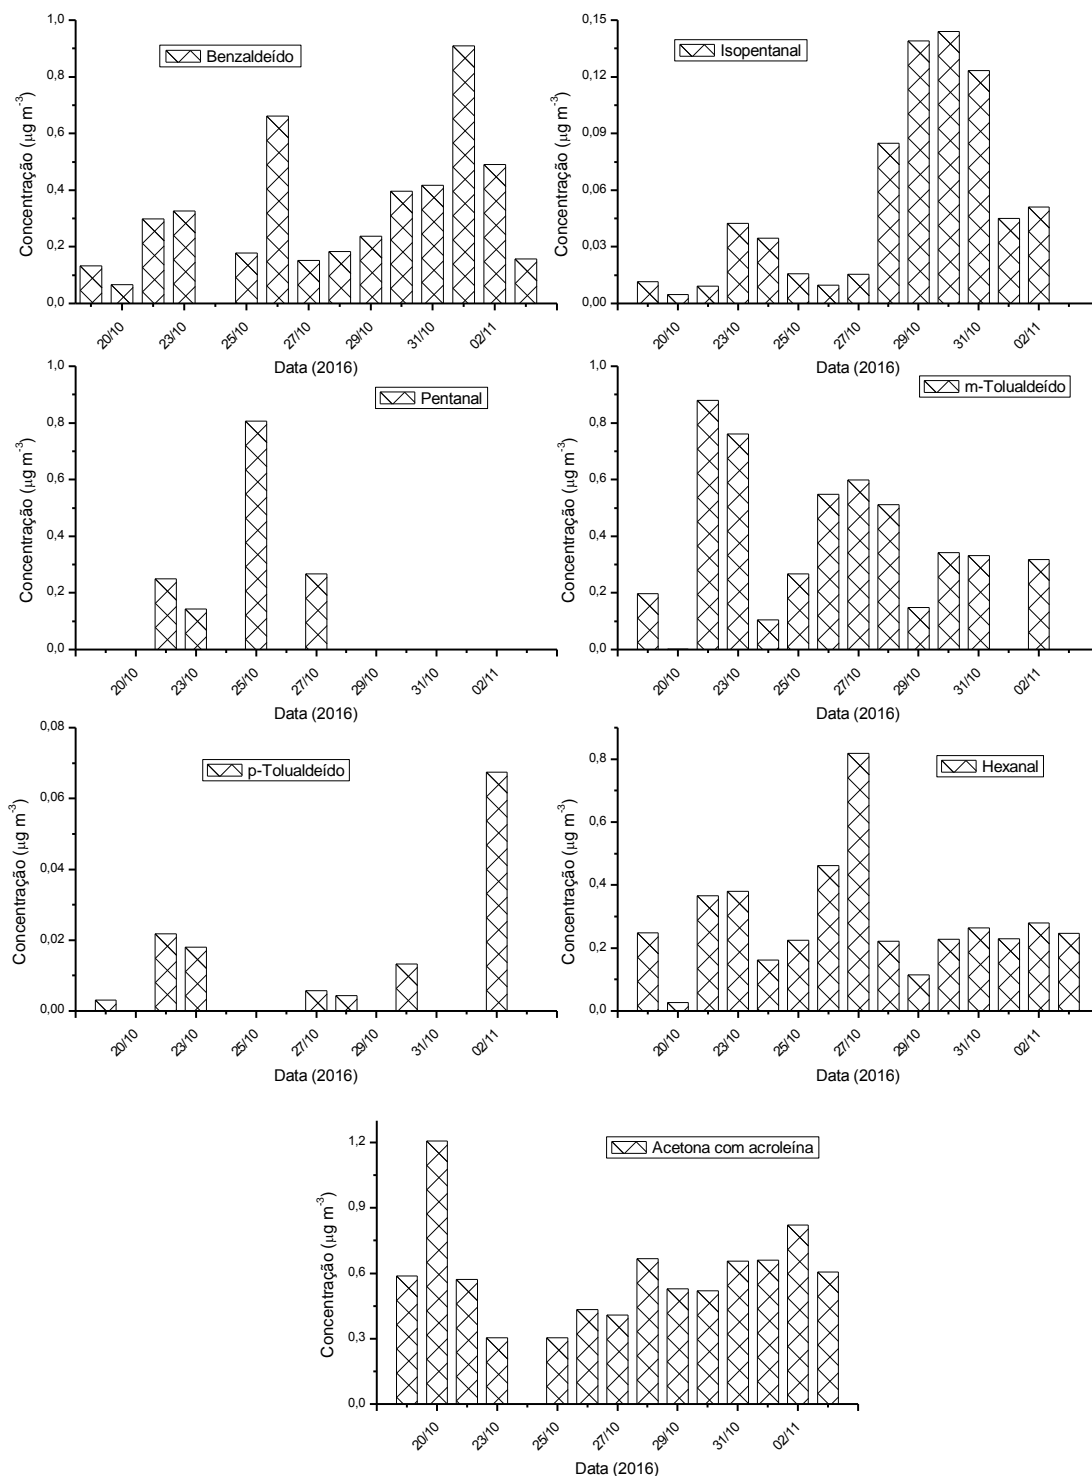 Benzaldeído
Concentração (µg m⁻³)
1,0
0,8
0,6
0,4
0,2
0,0
20/10 23/10 25/10 27/10 29/10 31/10 02/11
Data (2016)
Isopentanal
Concentração (µg m⁻³)
0,15
0,12
0,09
0,06
0,03
0,00
20/10 23/10 25/10 27/10 29/10 31/10 02/11
Data (2016)
Pentanal
Concentração (µg m⁻³)
1,0
0,8
0,6
0,4
0,2
0,0
20/10 23/10 25/10 27/10 29/10 31/10 02/11
Data (2016)
m-Tolualdeído
Concentração (µg m⁻³)
1,0
0,8
0,6
0,4
0,2
0,0
20/10 23/10 25/10 27/10 29/10 31/10 02/11
Data (2016)
p-Tolualdeído
Concentração (µg m⁻³)
0,08
0,06
0,04
0,02
0,00
20/10 23/10 25/10 27/10 29/10 31/10 02/11
Data (2016)
Hexanal
Concentração (µg m⁻³)
0,8
0,6
0,4
0,2
0,0
20/10 23/10 25/10 27/10 29/10 31/10 02/11
Data (2016)
Acetona com acroleína
Concentração (µg m⁻³)
1,2
0,9
0,6
0,3
0,0
20/10 23/10 25/10 27/10 29/10 31/10 02/11
Data (2016)